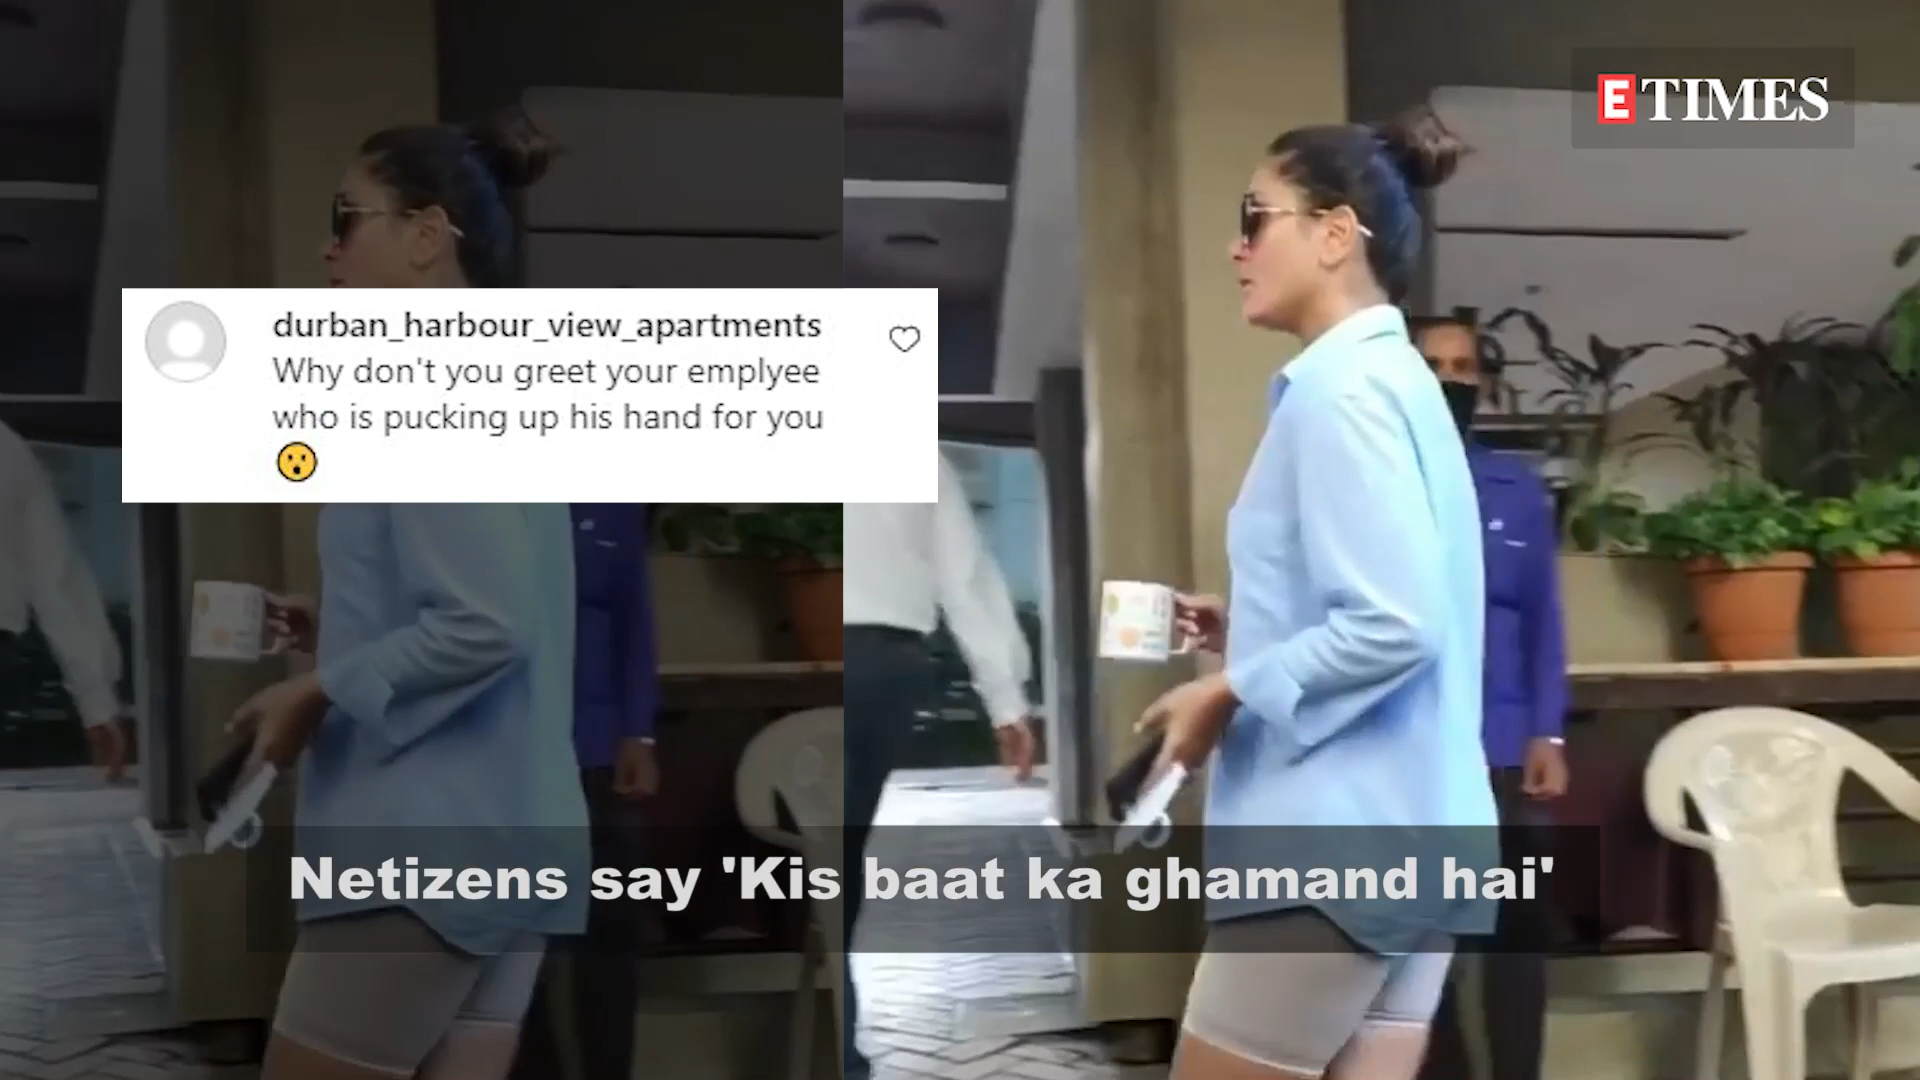 E TIMES
durban_harbour_view_apartments
Why don't you greet your emplyee
who is pucking up his hand for you
😮
Netizens say 'Kis baat ka ghamand hai'